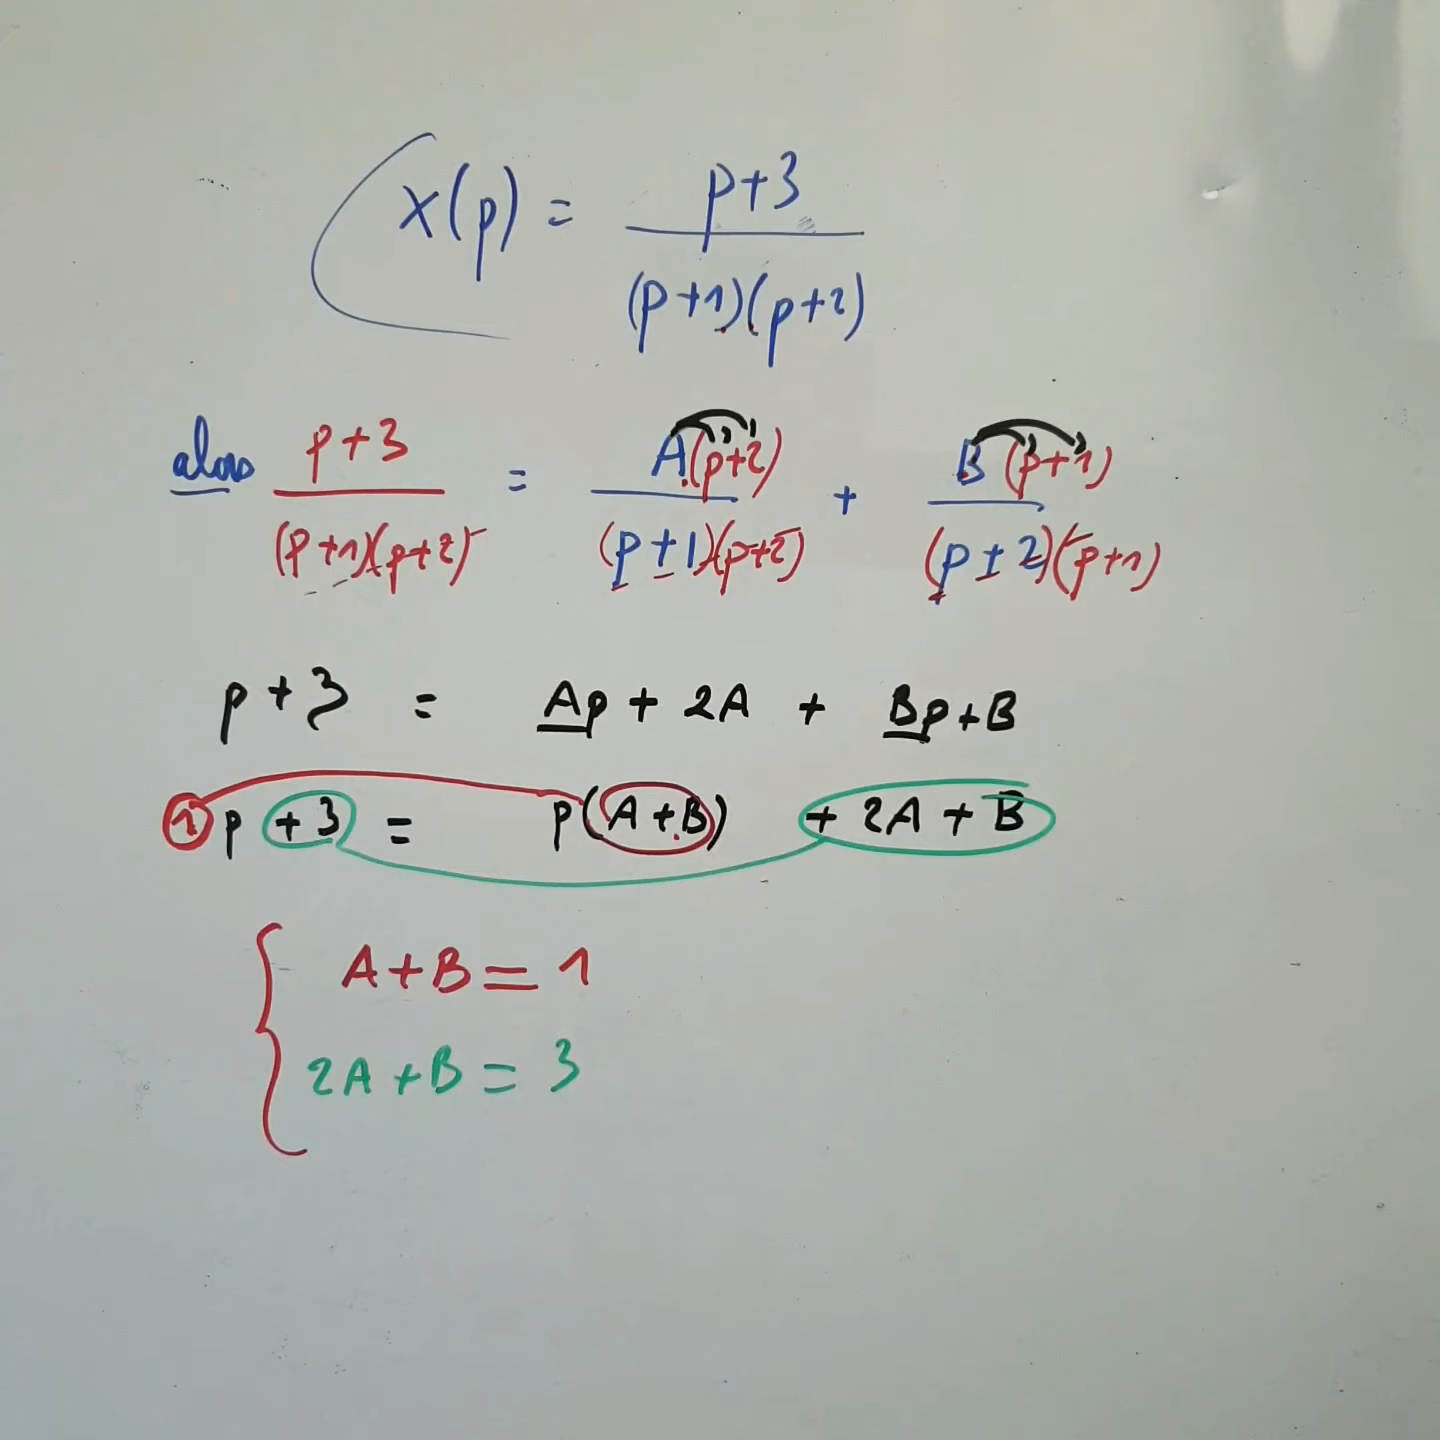 X(p) = p+3 / (p+1)(p+2)
alors p+3 / (p+1)(p+2) = A(p+2) / (p+1)(p+2) + B(p+1) / (p+2)(p+1)
p+3 = Ap + 2A + Bp + B
1 p + 3 = p(A+B) + 2A + B
A+B = 1
2A+B = 3